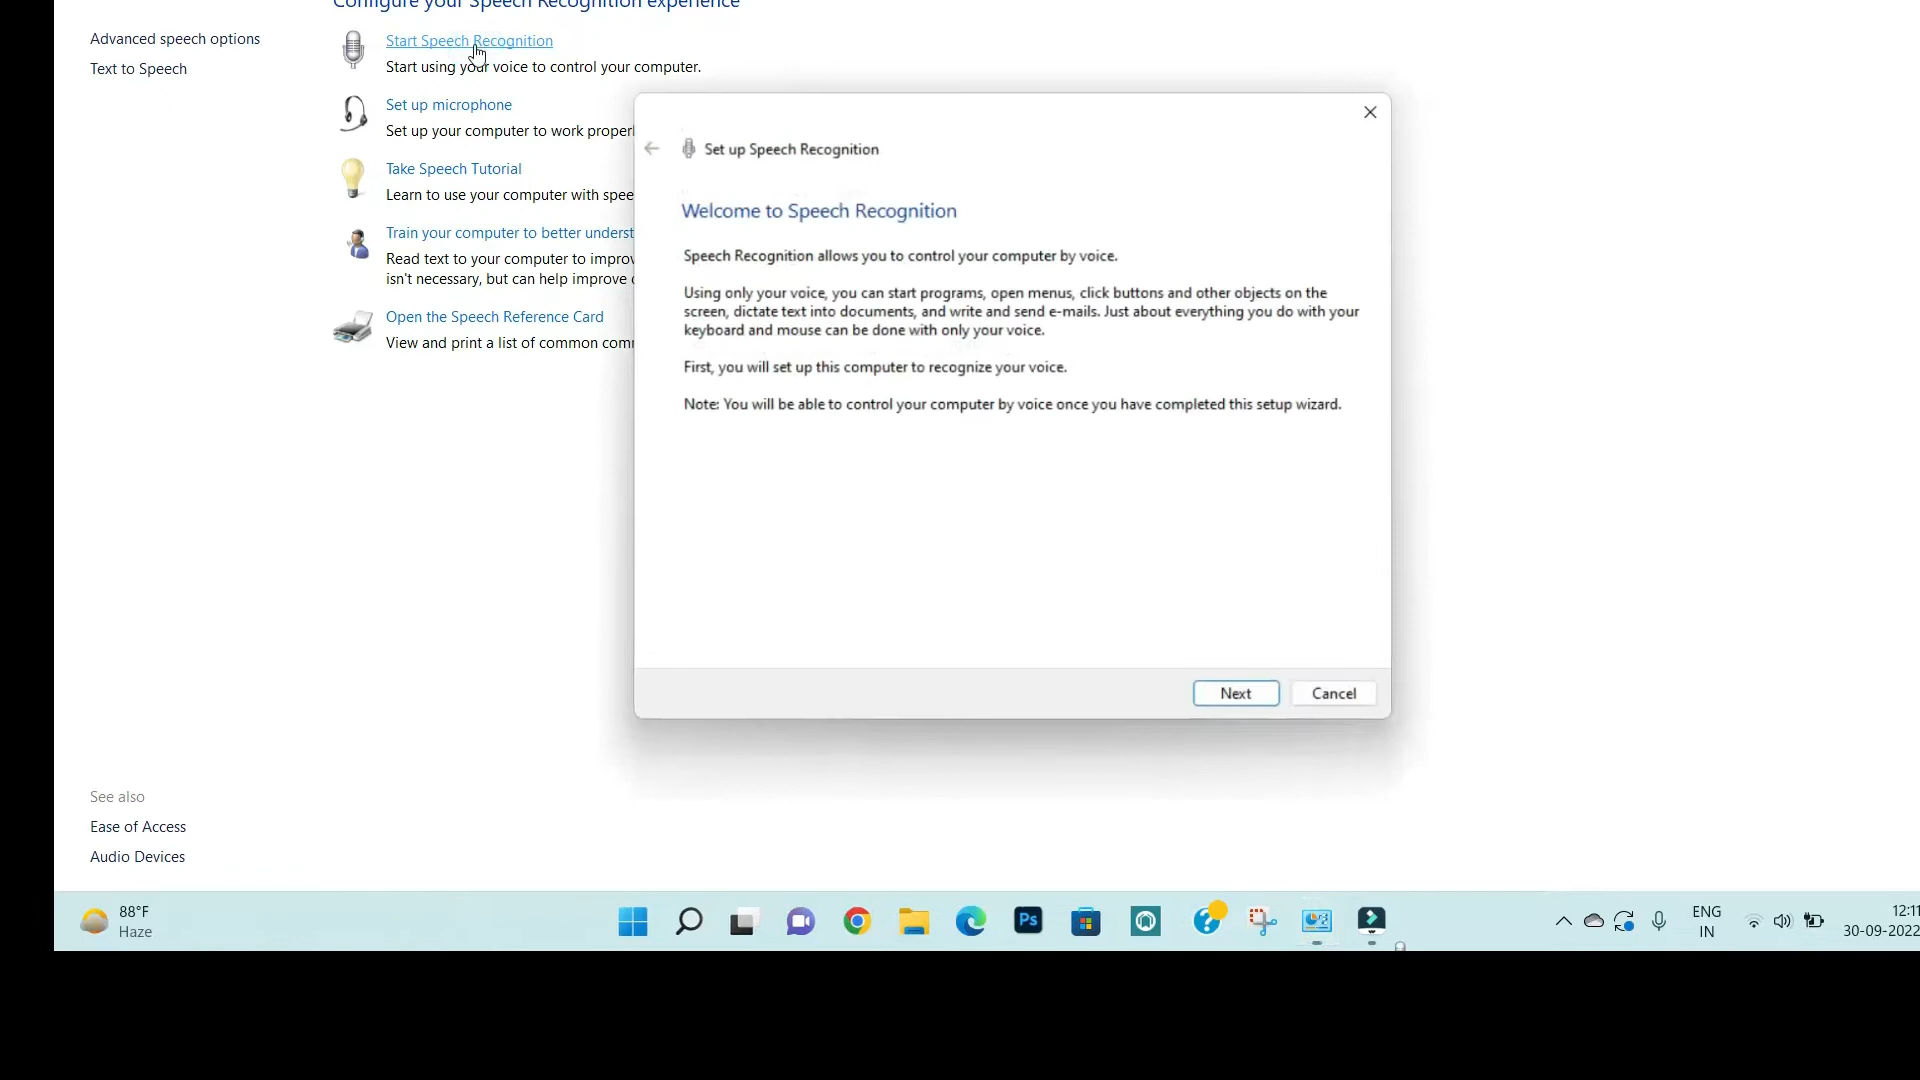 Configure your Speech Recognition experience
Advanced speech options
Text to Speech
Start Speech Recognition
Start using your voice to control your computer.
Set up microphone
Set up your computer to work properl
Take Speech Tutorial
Learn to use your computer with spee
Train your computer to better underst
Read text to your computer to improv
isn't necessary, but can help improve
Open the Speech Reference Card
View and print a list of common com
Set up Speech Recognition
Welcome to Speech Recognition
Speech Recognition allows you to control your computer by voice.
Using only your voice, you can start programs, open menus, click buttons and other objects on the
screen, dictate text into documents, and write and send e-mails. Just about everything you do with your
keyboard and mouse can be done with only your voice.
First, you will set up this computer to recognize your voice.
Note: You will be able to control your computer by voice once you have completed this setup wizard.
Next
Cancel
See also
Ease of Access
Audio Devices
88°F
Haze
Ps
ENG
IN
12:11
30-09-2022